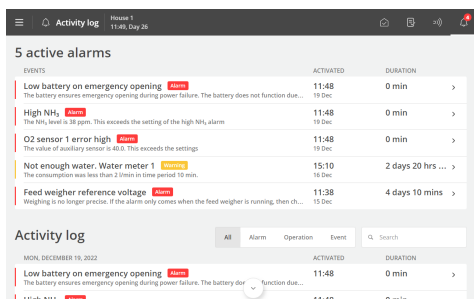 Activity log
House 1
11:49, Day 26
4
5 active alarms
EVENTS ACTIVATED DURATION
Low battery on emergency opening Alarm 11:48 0 min
The battery ensures emergency opening during power failure. The battery does not function due... 19 Dec
High NH₃ Alarm 11:48 0 min
The NH₃ level is 38 ppm. This exceeds the setting of the high NH₃ alarm 19 Dec
O2 sensor 1 error high Alarm 11:48 0 min
The value of auxiliary sensor is 40.0. This exceeds the settings 19 Dec
Not enough water. Water meter 1 Warning 15:10 2 days 20 hrs ...
The consumption was less than 2 l/min in time period 10 min. 16 Dec
Feed weigher reference voltage Alarm 11:38 4 days 10 mins
Weighing is no longer precise. If the alarm only comes when the feed weigher is running, then ch... 15 Dec
Activity log All Alarm Operation Event Search
MON, DECEMBER 19, 2022 ACTIVATED DURATION
Low battery on emergency opening Alarm 11:48 0 min
The battery ensures emergency opening during power failure. The battery does not function due... 19 Dec